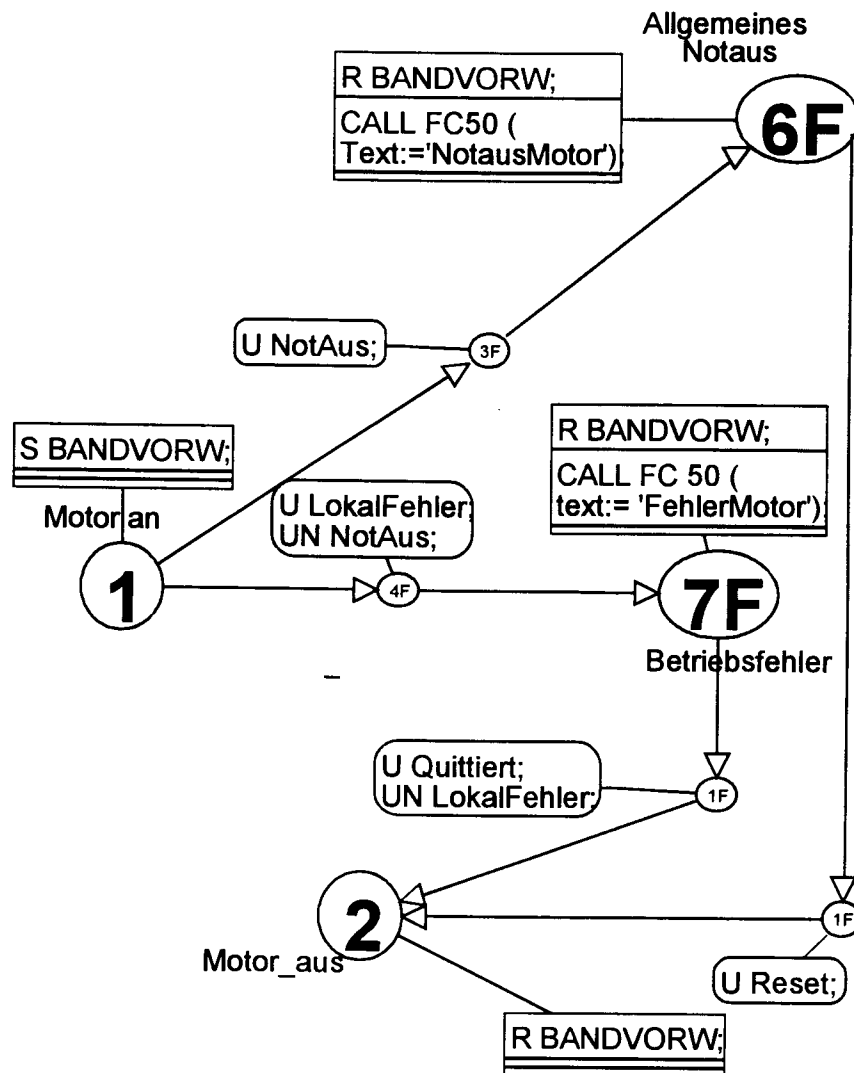 Allgemeines
Notaus
R BANDVORW;
CALL FC50 (
Text:='NotausMotor')
6F
U NotAus;
3F
S BANDVORW;
Motor an
1
R BANDVORW;
CALL FC 50 (
text:= 'FehlerMotor')
U LokalFehler;
UN NotAus;
4F
7F
Betriebsfehler
U Quittiert;
UN LokalFehler;
1F
2
Motor_aus
1F
U Reset;
R BANDVORW;